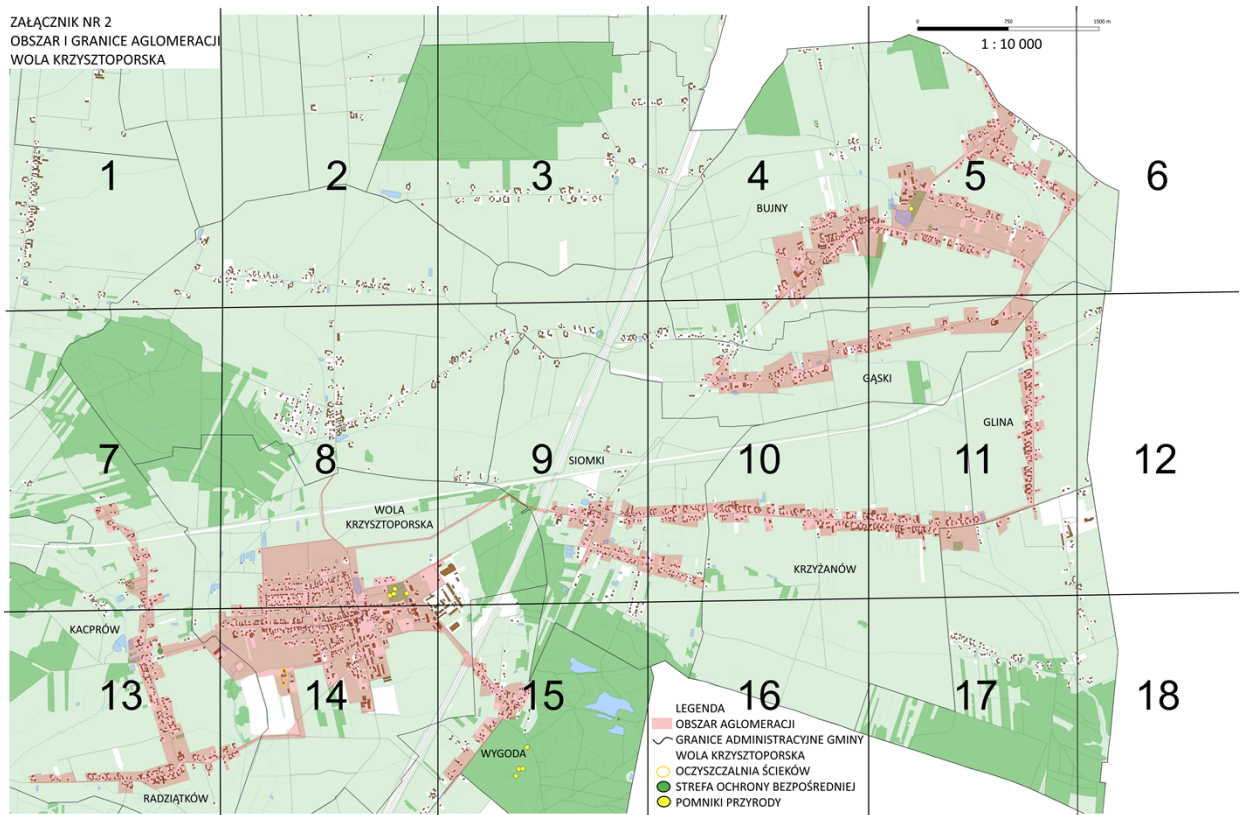 ZAŁĄCZNIK NR 2
OBSZAR I GRANICE AGLOMERACJI
WOLA KRZYSZTOPORSKA
0 750 1500 m
1 : 10 000
1
2
3
4
5
6
BUJNY
GĄSKI
GLINA
7
8
9
SIOMKI
10
11
12
WOLA
KRZYSZTOPORSKA
KRZYŻANÓW
KACPRÓW
13
14
15
16
17
18
WYGODA
RADZIĄTKÓW
LEGENDA
OBSZAR AGLOMERACJI
GRANICE ADMINISTRACYJNE GMINY
WOLA KRZYSZTOPORSKA
OCZYSZCZALNIA ŚCIEKÓW
STREFA OCHRONY BEZPOŚREDNIEJ
POMNIKI PRZYRODY